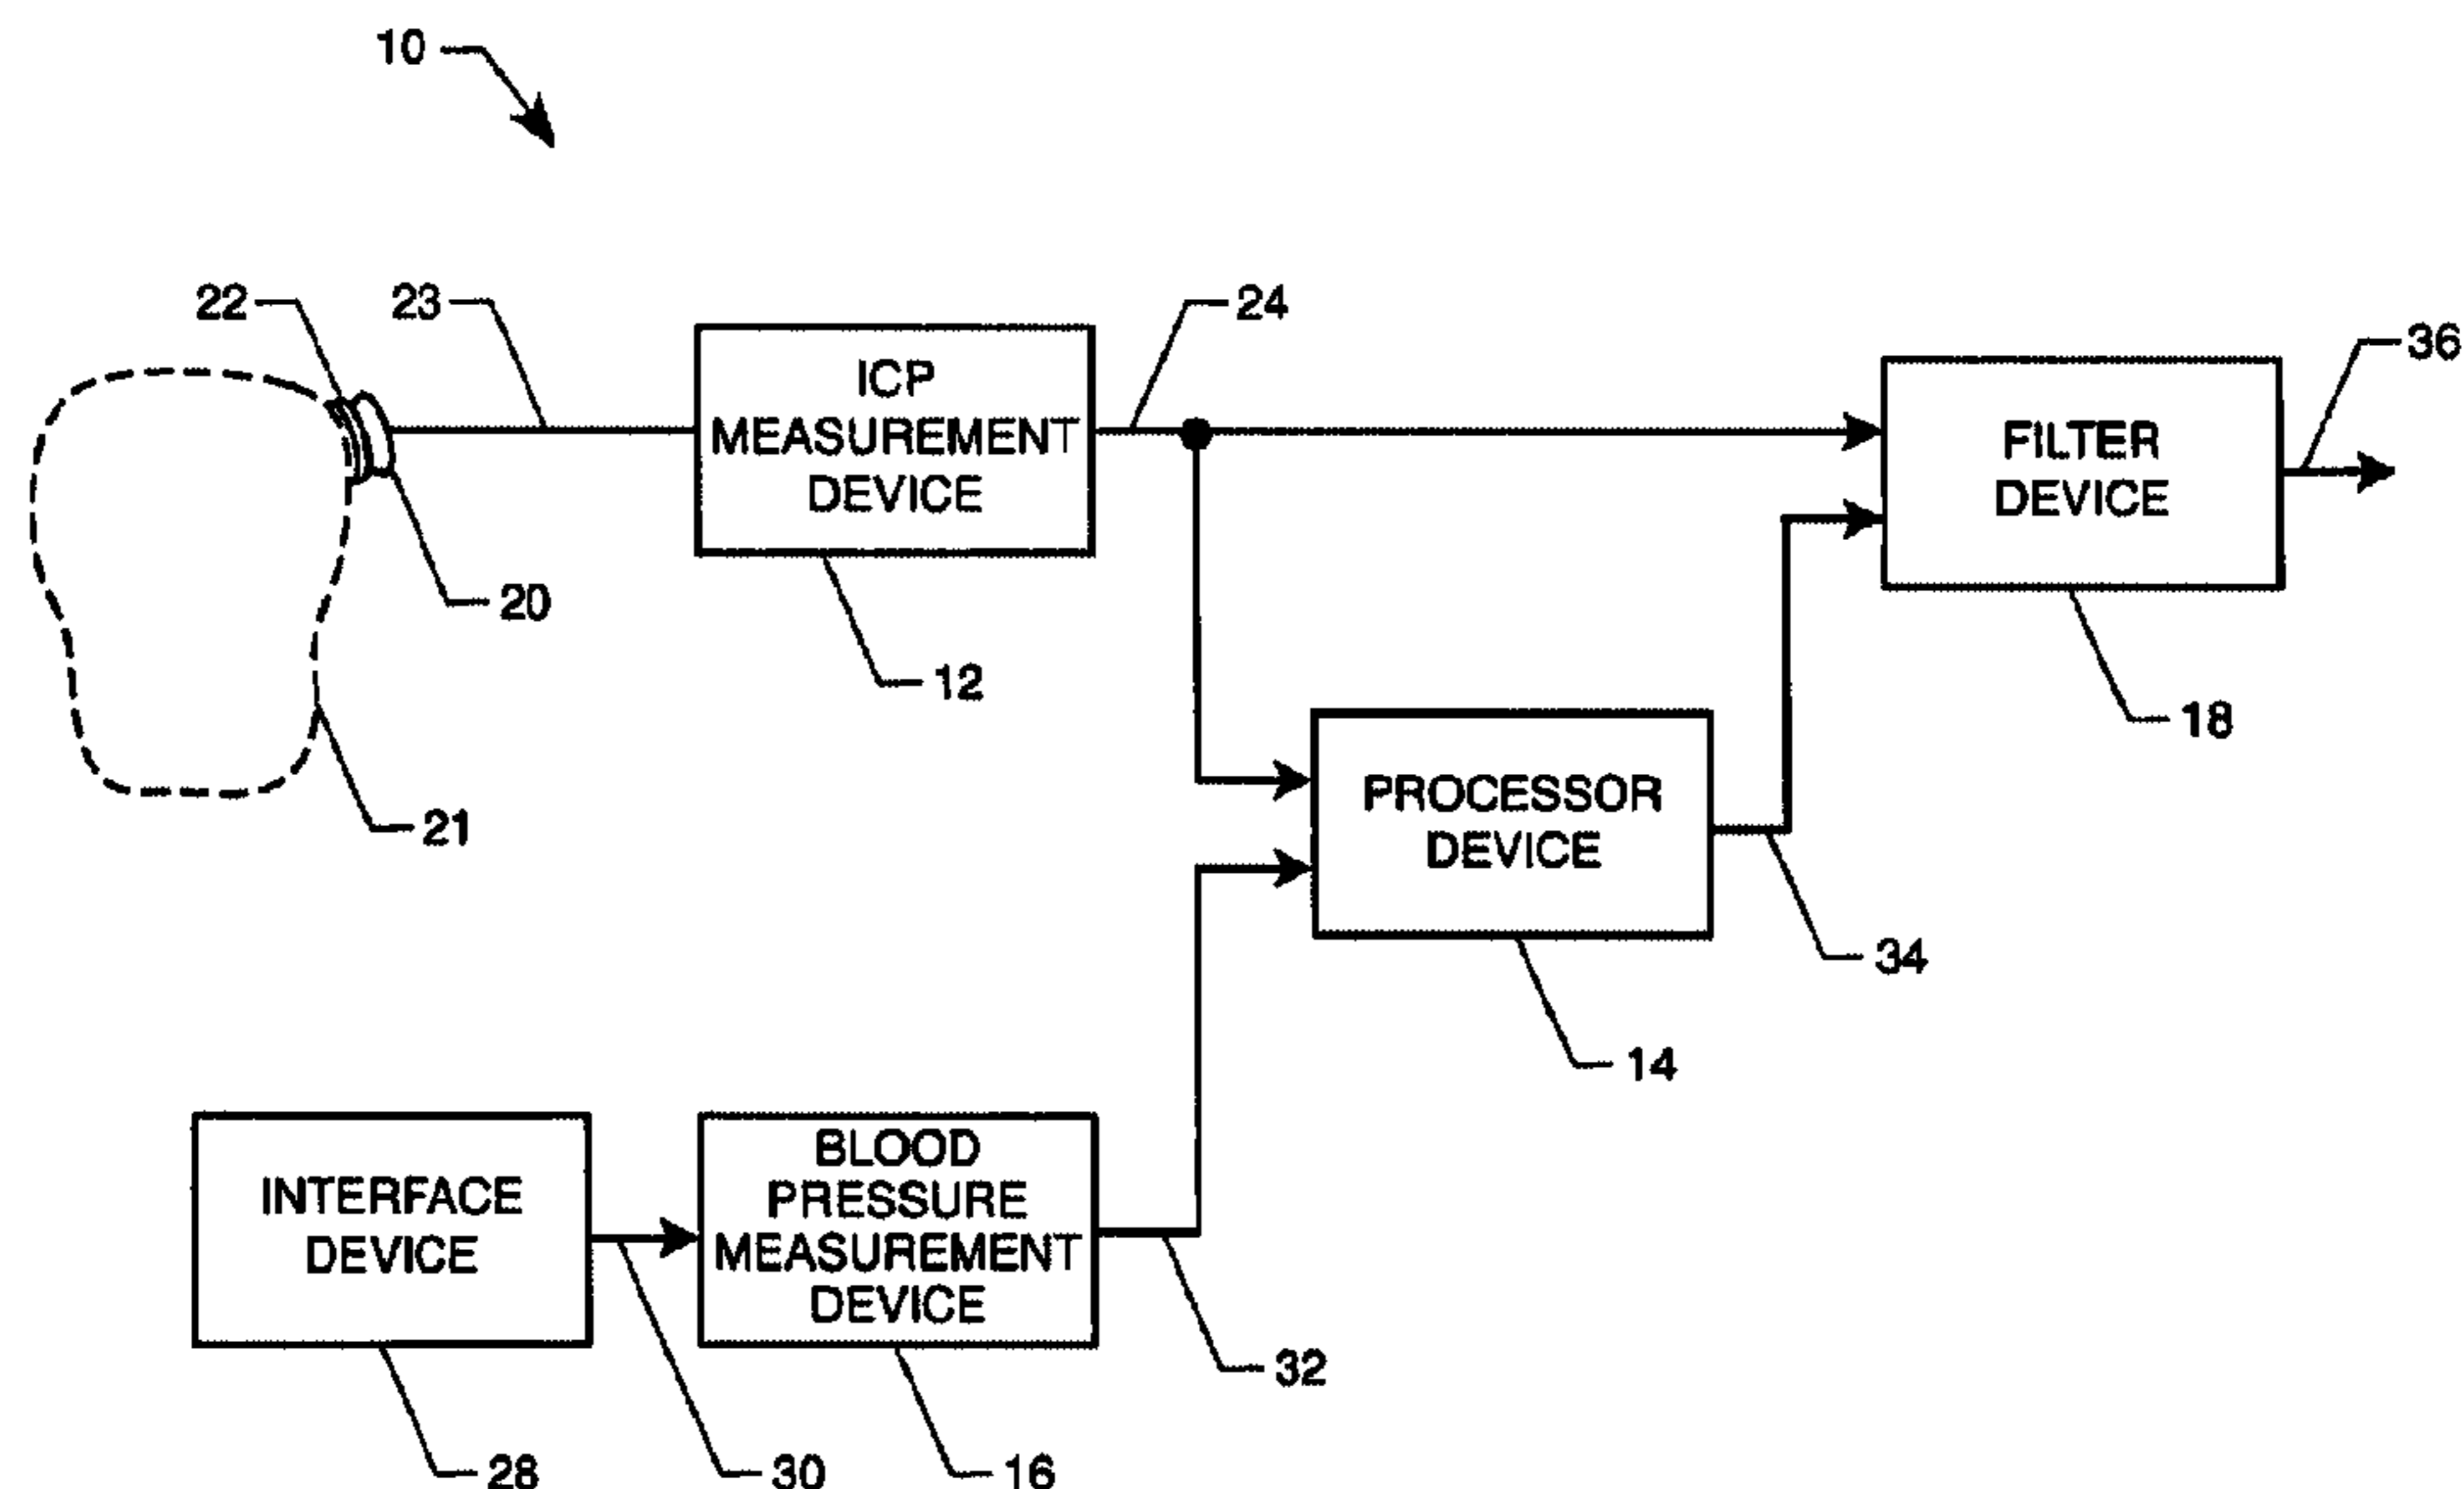 10
22
23
24
36
ICP
MEASUREMENT
DEVICE
FILTER
DEVICE
20
12
18
21
PROCESSOR
DEVICE
34
14
INTERFACE
DEVICE
BLOOD
PRESSURE
MEASUREMENT
DEVICE
32
28
30
16